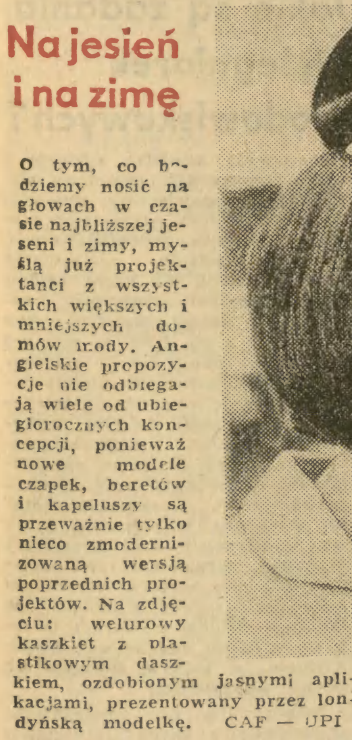 Na jesień
i na zimę
O tym, co bę-
dziemy nosić na
głowach w cza-
sie najbliższej je-
seni i zimy, my-
ślą już projek-
tanci z wszyst-
kich większych i
mniejszych do-
mów mody. An-
gielskie propozy-
cje nie odbiega-
ją wiele od ubie-
głorocznych kon-
cepcji, ponieważ
nowe modele
czapek, beretów
i kapeluszy są
przeważnie tylko
nieco zmoderni-
zowaną wersją
poprzednich pro-
jektów. Na zdję-
ciu: welurowy
kaszkiet z pla-
stikowym dasz-
kiem, ozdobionym jasnymi apli-
kacjami, prezentowany przez lon-
dyńską modelkę. CAF — UPI